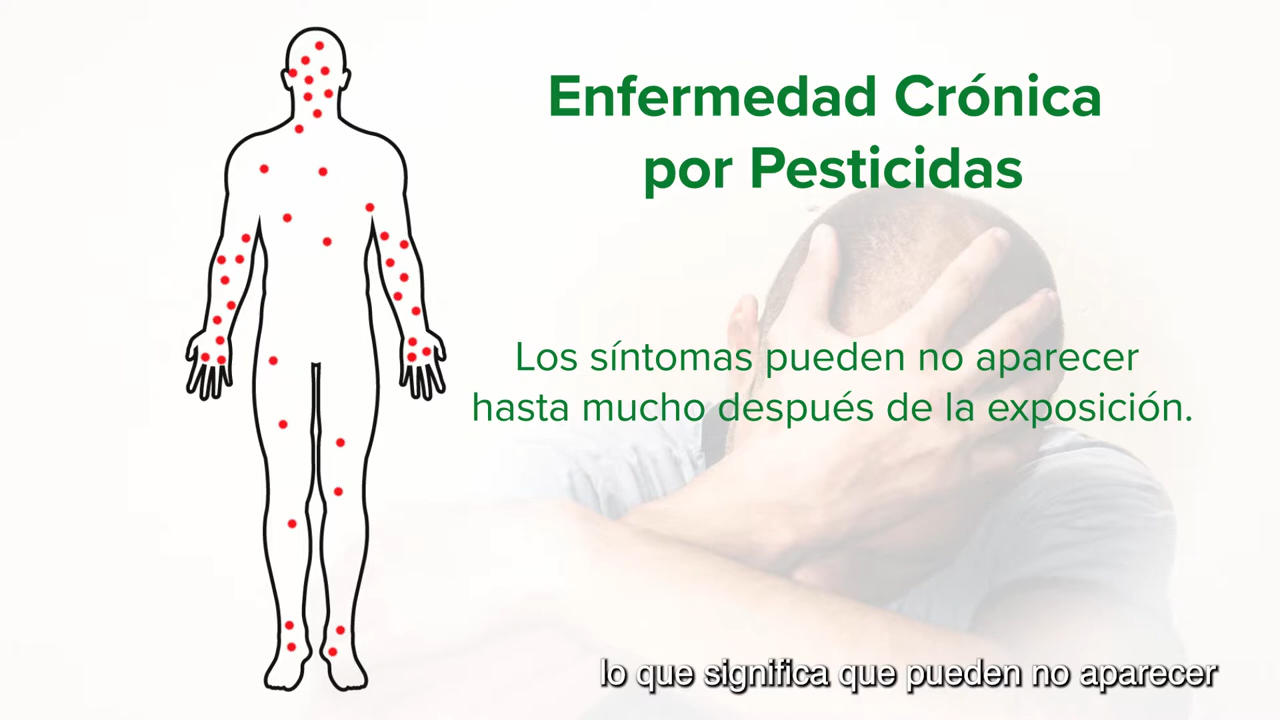 Enfermedad Crónica
por Pesticidas
Los síntomas pueden no aparecer
hasta mucho después de la exposición.
lo que significa que pueden no aparecer